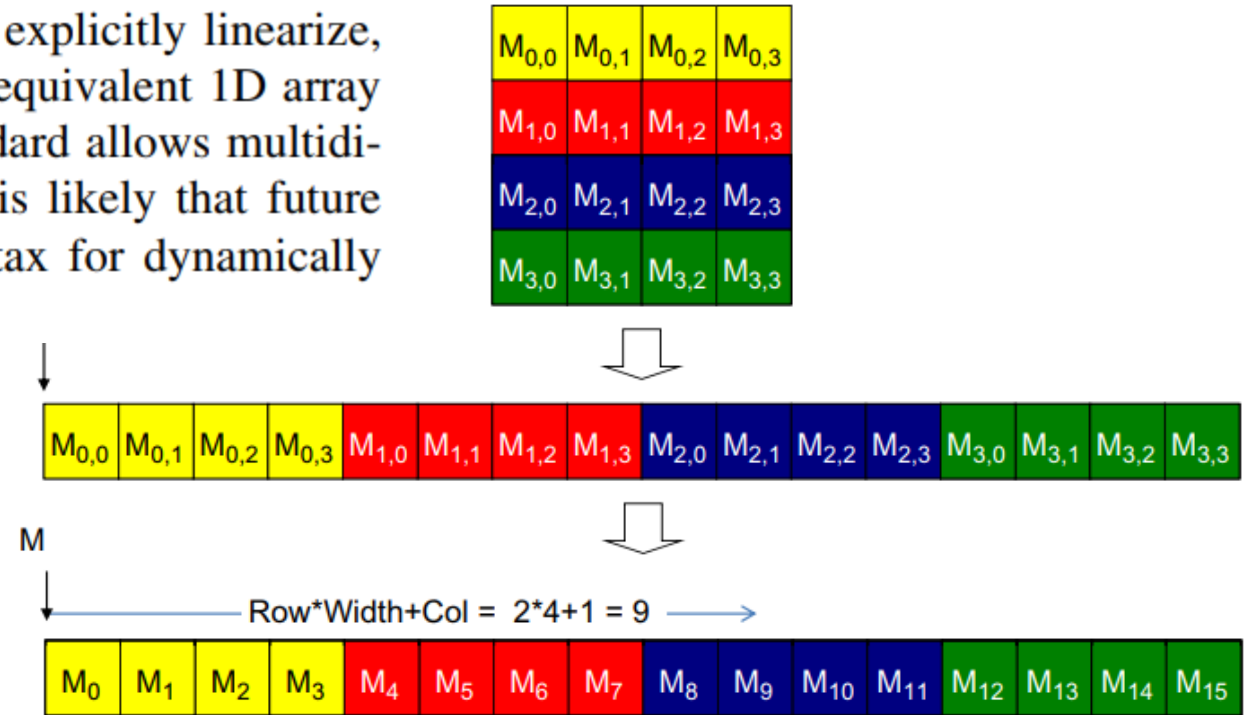 explicitly linearize,
equivalent 1D array
dard allows multidi-
is likely that future
tax for dynamically
M0,0 M0,1 M0,2 M0,3
M1,0 M1,1 M1,2 M1,3
M2,0 M2,1 M2,2 M2,3
M3,0 M3,1 M3,2 M3,3
M0,0 M0,1 M0,2 M0,3 M1,0 M1,1 M1,2 M1,3 M2,0 M2,1 M2,2 M2,3 M3,0 M3,1 M3,2 M3,3
M
Row*Width+Col = 2*4+1 = 9
M0 M1 M2 M3 M4 M5 M6 M7 M8 M9 M10 M11 M12 M13 M14 M15